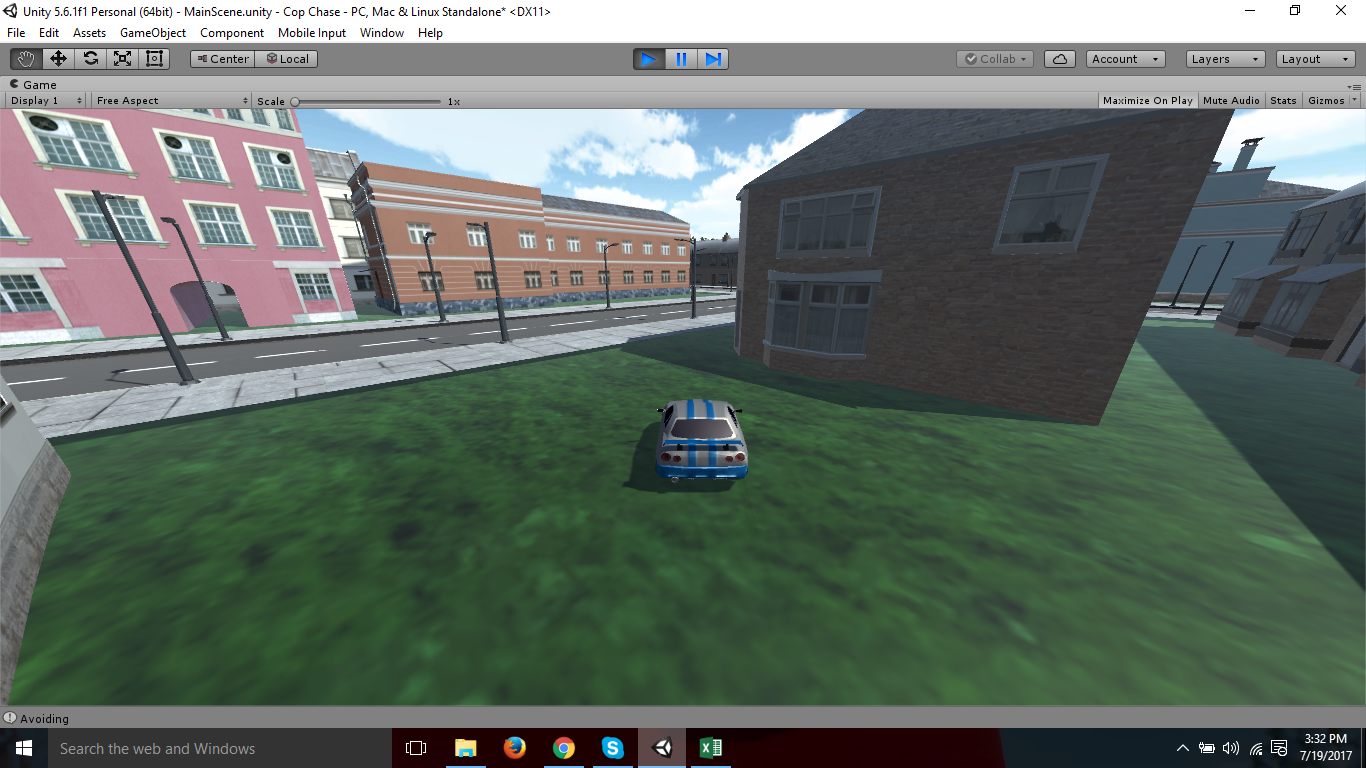 Unity 5.6.1f1 Personal (64bit) - MainScene.unity - Cop Chase - PC, Mac & Linux Standalone* <DX11>
File Edit Assets GameObject Component Mobile Input Window Help
Center Local Collab Account Layers Layout
Game
Display 1 Free Aspect Scale 1x Maximize On Play Mute Audio Stats Gizmos
Avoiding
Search the web and Windows
3:32 PM
7/19/2017